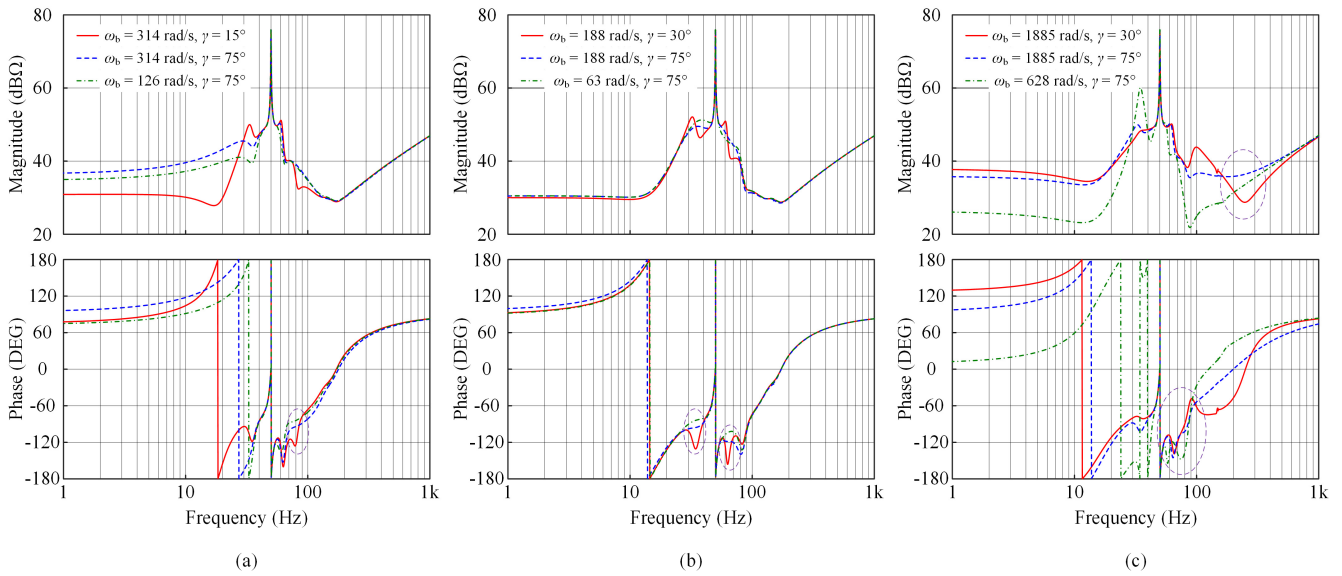 80
60
40
20
Magnitude (dBΩ)
ωb = 314 rad/s, γ = 15°
ωb = 314 rad/s, γ = 75°
ωb = 126 rad/s, γ = 75°
180
120
60
0
-60
-120
-180
Phase (DEG)
1
10
100
1k
Frequency (Hz)
(a)
80
60
40
20
Magnitude (dBΩ)
ωb = 188 rad/s, γ = 30°
ωb = 188 rad/s, γ = 75°
ωb = 63 rad/s, γ = 75°
180
120
60
0
-60
-120
-180
Phase (DEG)
1
10
100
1k
Frequency (Hz)
(b)
80
60
40
20
Magnitude (dBΩ)
ωb = 1885 rad/s, γ = 30°
ωb = 1885 rad/s, γ = 75°
ωb = 628 rad/s, γ = 75°
180
120
60
0
-60
-120
-180
Phase (DEG)
1
10
100
1k
Frequency (Hz)
(c)